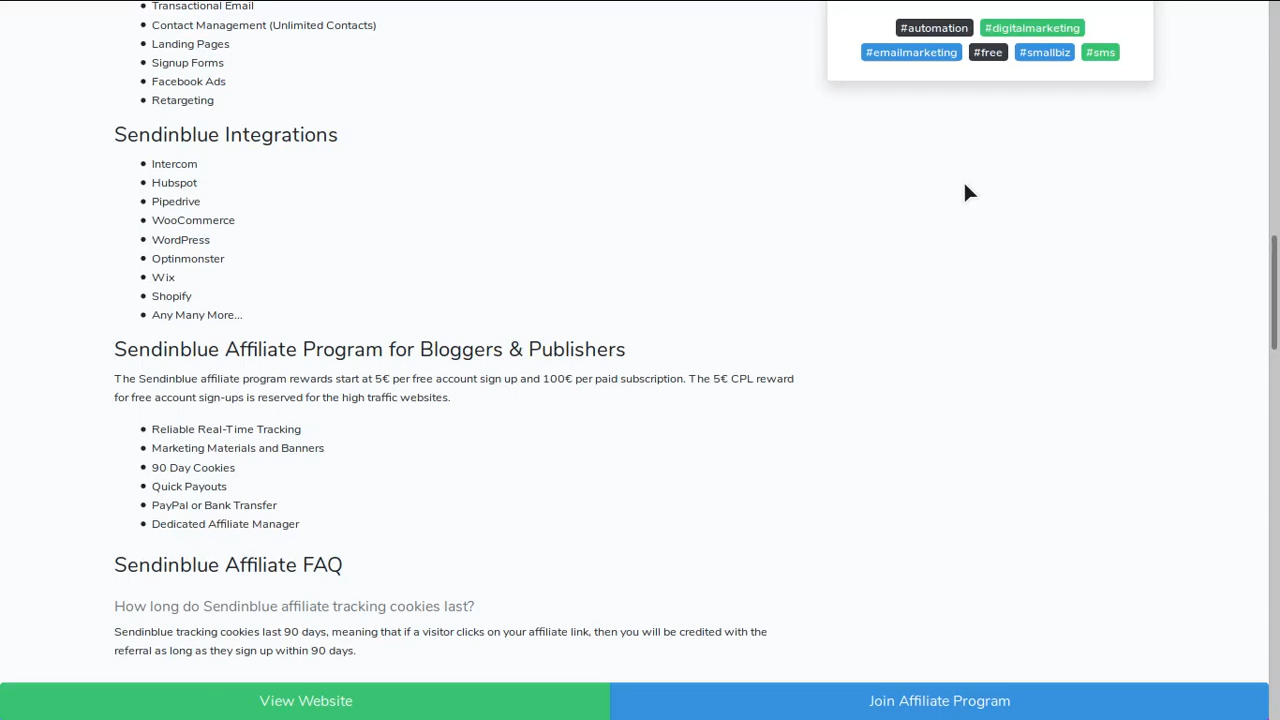 Transactional Email
Contact Management (Unlimited Contacts)
Landing Pages
Signup Forms
Facebook Ads
Retargeting
#automation #digitalmarketing
#emailmarketing #free #smallbiz #sms
Sendinblue Integrations
Intercom
Hubspot
Pipedrive
WooCommerce
WordPress
Optinmonster
Wix
Shopify
Any Many More...
Sendinblue Affiliate Program for Bloggers & Publishers
The Sendinblue affiliate program rewards start at 5€ per free account sign up and 100€ per paid subscription. The 5€ CPL reward
for free account sign-ups is reserved for the high traffic websites.
Reliable Real-Time Tracking
Marketing Materials and Banners
90 Day Cookies
Quick Payouts
PayPal or Bank Transfer
Dedicated Affiliate Manager
Sendinblue Affiliate FAQ
How long do Sendinblue affiliate tracking cookies last?
Sendinblue tracking cookies last 90 days, meaning that if a visitor clicks on your affiliate link, then you will be credited with the
referral as long as they sign up within 90 days.
View Website
Join Affiliate Program